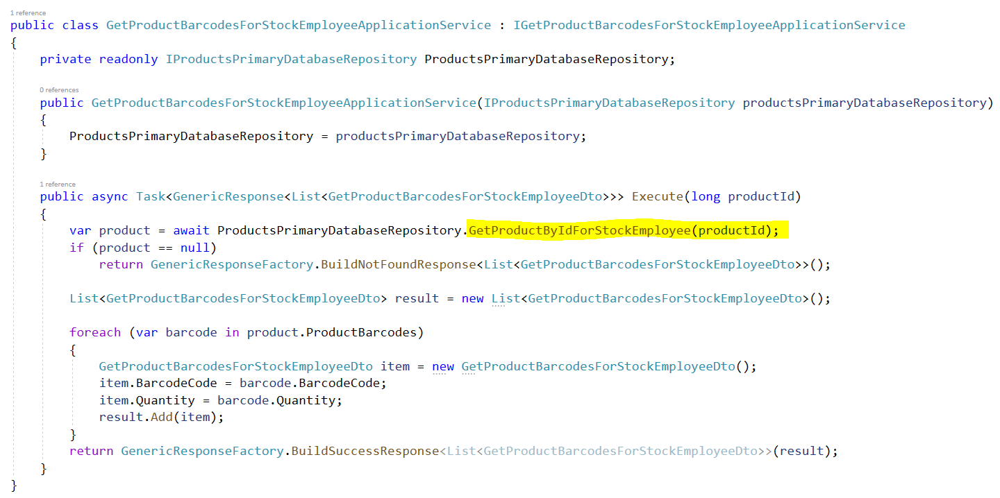 1 reference
public class GetProductBarcodesForStockEmployeeApplicationService : IGetProductBarcodesForStockEmployeeApplicationService
{
private readonly IProductsPrimaryDatabaseRepository ProductsPrimaryDatabaseRepository;
0 references
public GetProductBarcodesForStockEmployeeApplicationService(IProductsPrimaryDatabaseRepository productsPrimaryDatabaseRepository)
{
ProductsPrimaryDatabaseRepository = productsPrimaryDatabaseRepository;
}
1 reference
public async Task<GenericResponse<List<GetProductBarcodesForStockEmployeeDto>>> Execute(long productId)
{
var product = await ProductsPrimaryDatabaseRepository.GetProductByIdForStockEmployee(productId);
if (product == null)
return GenericResponseFactory.BuildNotFoundResponse<List<GetProductBarcodesForStockEmployeeDto>>();
List<GetProductBarcodesForStockEmployeeDto> result = new List<GetProductBarcodesForStockEmployeeDto>();
foreach (var barcode in product.ProductBarcodes)
{
GetProductBarcodesForStockEmployeeDto item = new GetProductBarcodesForStockEmployeeDto();
item.BarcodeCode = barcode.BarcodeCode;
item.Quantity = barcode.Quantity;
result.Add(item);
}
return GenericResponseFactory.BuildSuccessResponse<List<GetProductBarcodesForStockEmployeeDto>>(result);
}
}